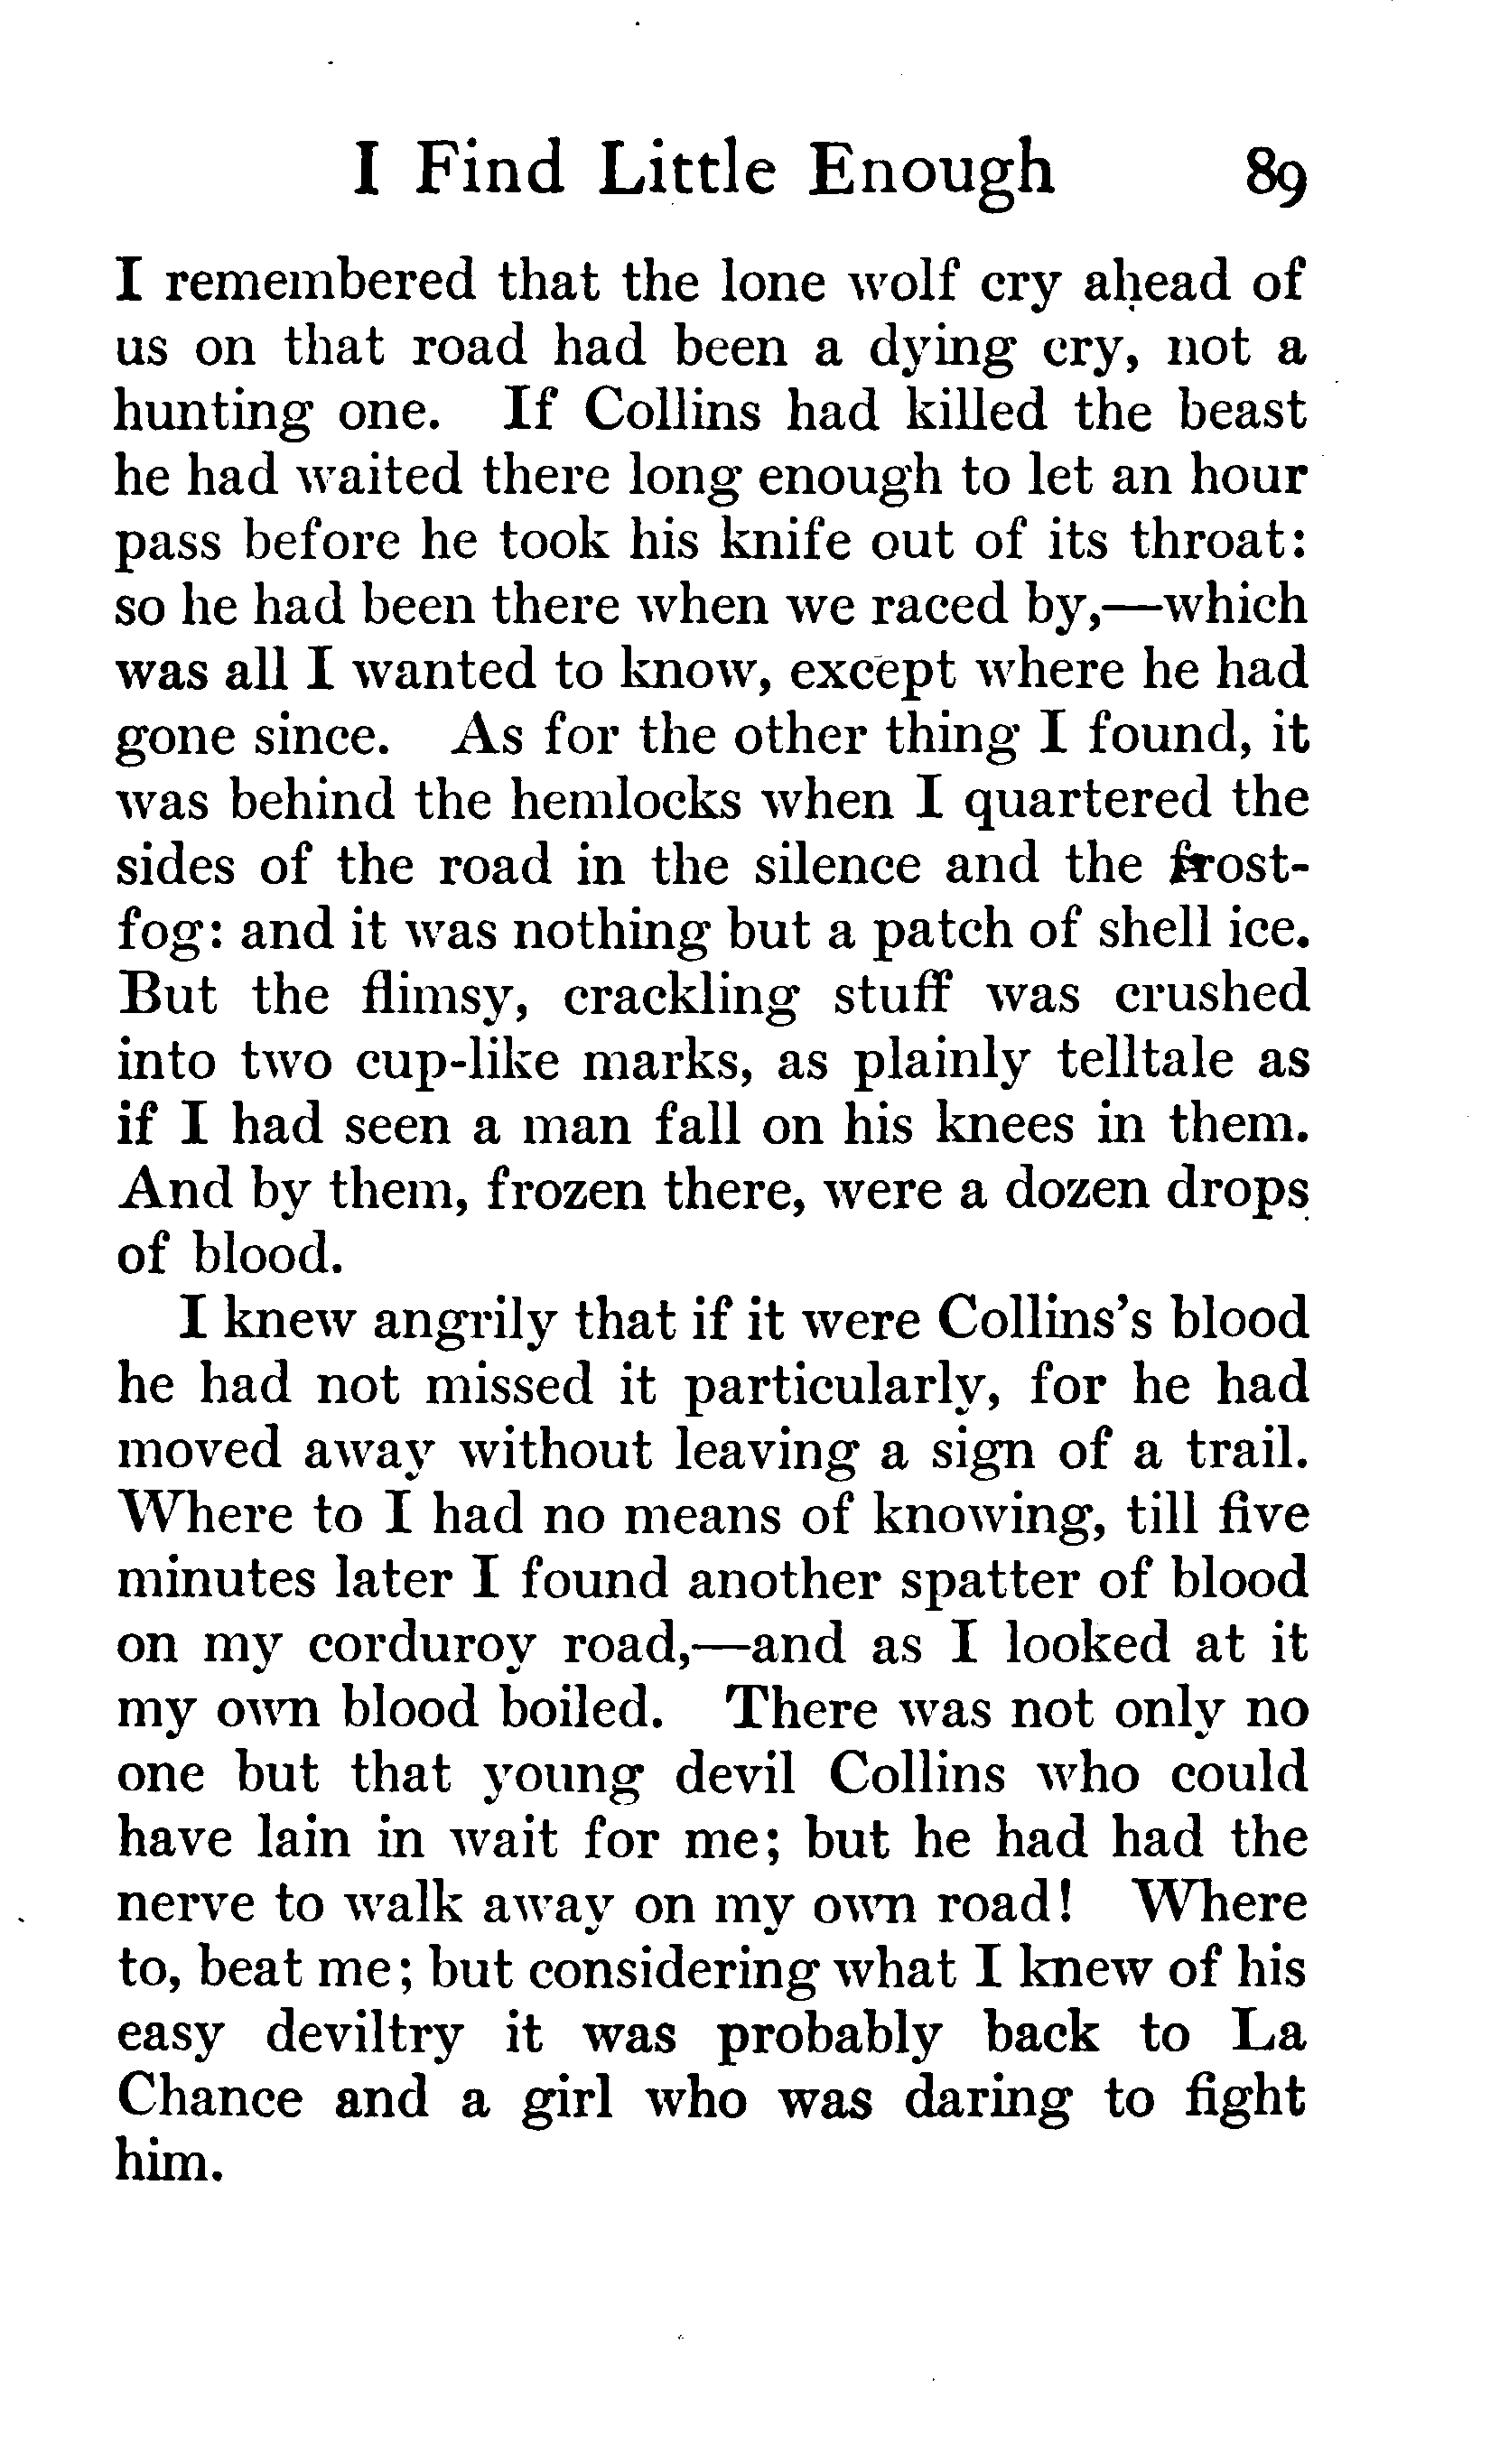 I Find Little Enough 89
I remembered that the lone wolf cry ahead of
us on that road had been a dying cry, not a
hunting one. If Collins had killed the beast
he had waited there long enough to let an hour
pass before he took his knife out of its throat:
so he had been there when we raced by,—which
was all I wanted to know, except where he had
gone since. As for the other thing I found, it
was behind the hemlocks when I quartered the
sides of the road in the silence and the frost-
fog: and it was nothing but a patch of shell ice.
But the flimsy, crackling stuff was crushed
into two cup-like marks, as plainly telltale as
if I had seen a man fall on his knees in them.
And by them, frozen there, were a dozen drops
of blood.
I knew angrily that if it were Collins's blood
he had not missed it particularly, for he had
moved away without leaving a sign of a trail.
Where to I had no means of knowing, till five
minutes later I found another spatter of blood
on my corduroy road,—and as I looked at it
my own blood boiled. There was not only no
one but that young devil Collins who could
have lain in wait for me; but he had had the
nerve to walk away on my own road! Where
to, beat me; but considering what I knew of his
easy deviltry it was probably back to La
Chance and a girl who was daring to fight
him.